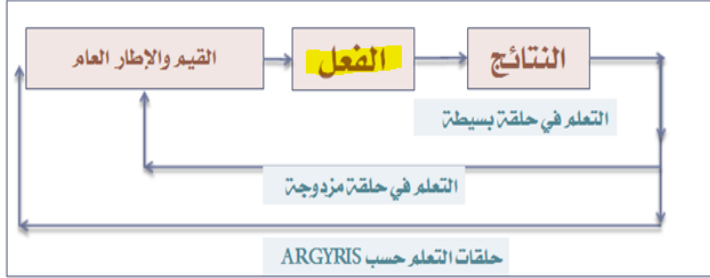 القيم والإطار العام
الفعل
النتائج
التعلم في حلقة بسيطة
التعلم في حلقة مزدوجة
حلقات التعلم حسب ARGYRIS